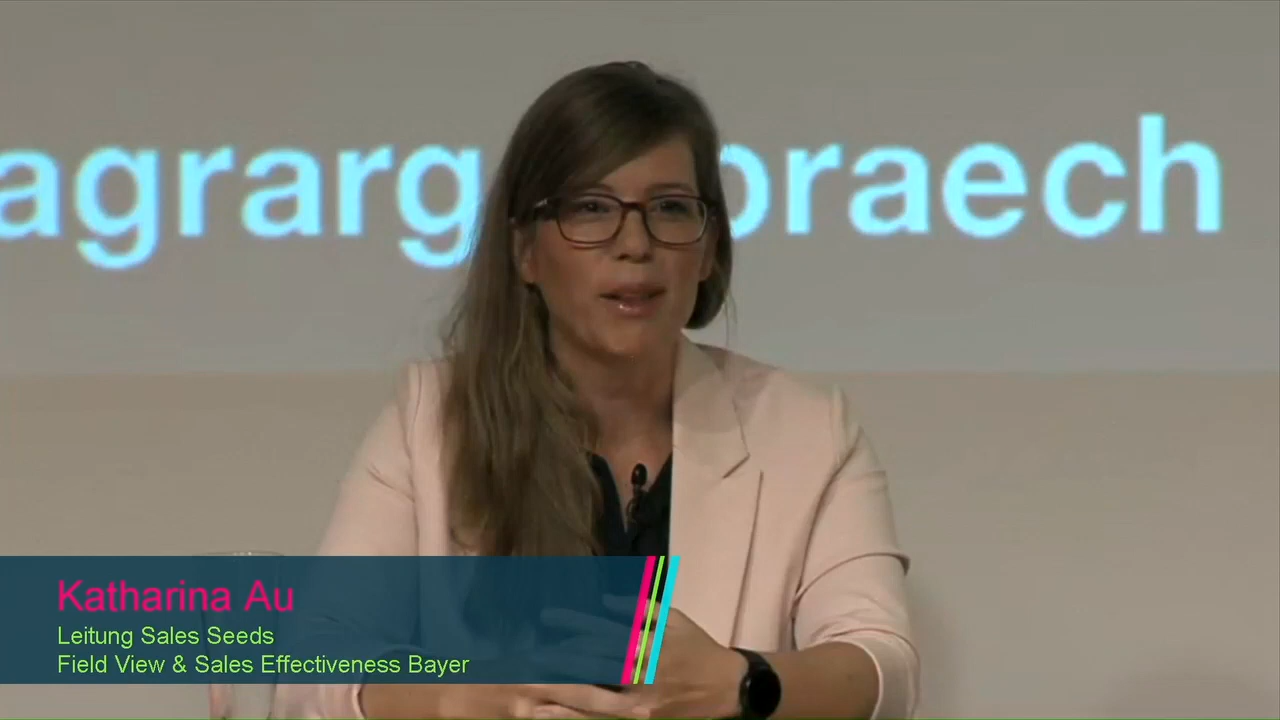 agrarg praech
Katharina Au
Leitung Sales Seeds
Field View & Sales Effectiveness Bayer